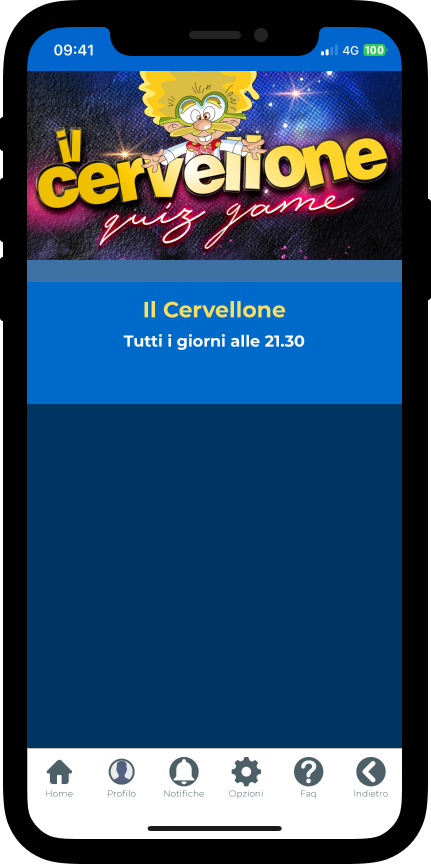 09:41 4G 100
il
cervellone
quiz game
Il Cervellone
Tutti i giorni alle 21.30
Home Profilo Notifiche Opzioni Faq Indietro